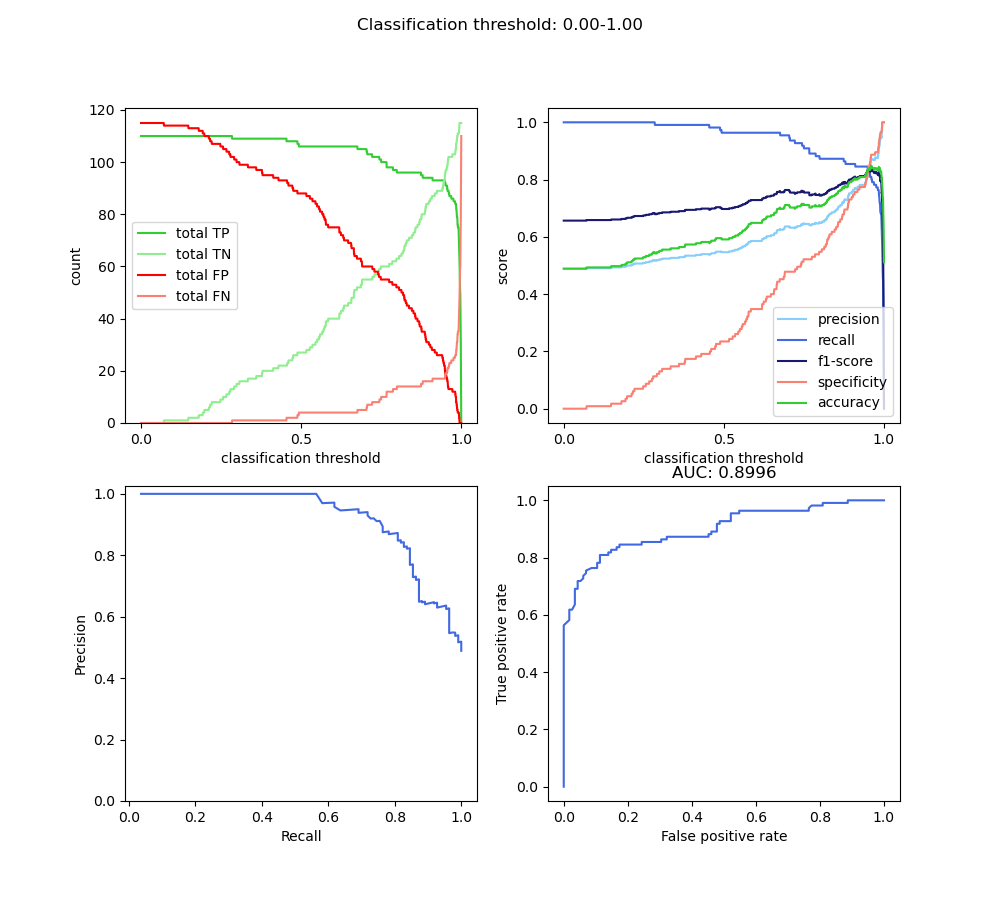 Classification threshold: 0.00-1.00
120
100
80
60
40
20
0
count
total TP
total TN
total FP
total FN
0.0 0.5 1.0
classification threshold
1.0
0.8
0.6
0.4
0.2
0.0
score
precision
recall
f1-score
specificity
accuracy
0.0 0.5 1.0
classification threshold
1.0
0.8
0.6
0.4
0.2
0.0
Precision
0.0 0.2 0.4 0.6 0.8 1.0
Recall
AUC: 0.8996
1.0
0.8
0.6
0.4
0.2
0.0
True positive rate
0.0 0.2 0.4 0.6 0.8 1.0
False positive rate